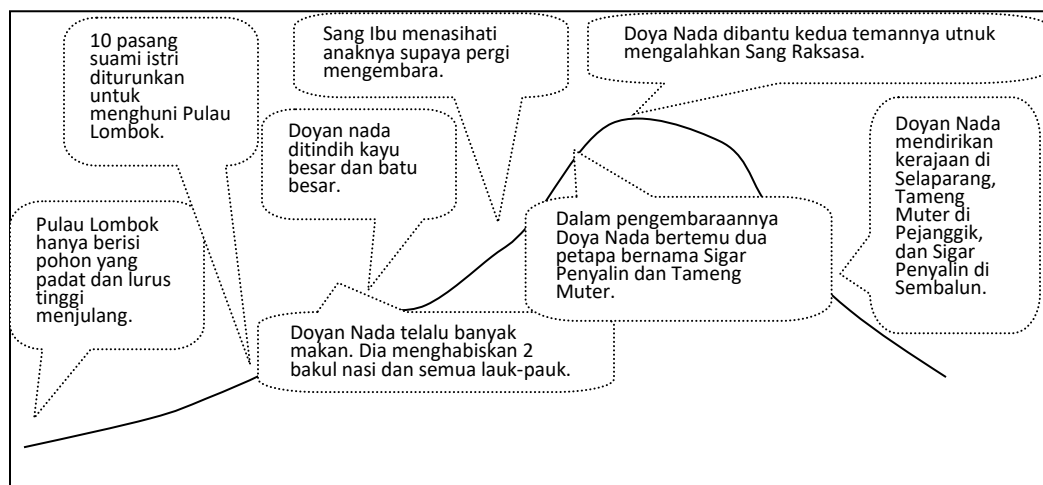 Pulau Lombok
hanya berisi
pohon yang
padat dan lurus
tinggi
menjulang.
10 pasang
suami istri
diturunkan
untuk
menghuni Pulau
Lombok.
Doyan Nada telalu banyak
makan. Dia menghabiskan 2
bakul nasi dan semua lauk-pauk.
Doyan nada
ditindih kayu
besar dan batu
besar.
Sang Ibu menasihati
anaknya supaya pergi
mengembara.
Dalam pengembaraannya
Doya Nada bertemu dua
petapa bernama Sigar
Penyalin dan Tameng
Muter.
Doya Nada dibantu kedua temannya utnuk
mengalahkan Sang Raksasa.
Doyan Nada
mendirikan
kerajaan di
Selaparang,
Tameng
Muter di
Pejanggik,
dan Sigar
Penyalin di
Sembalun.